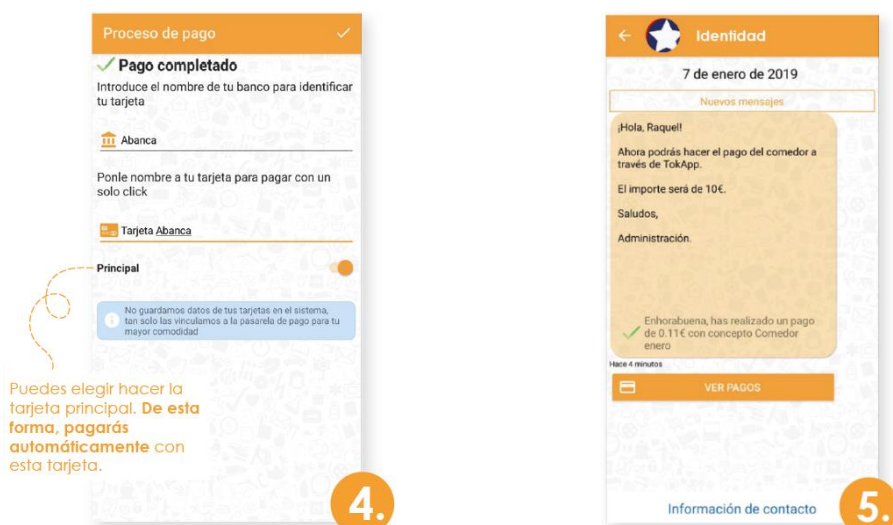 Proceso de pago
Pago completado
Introduce el nombre de tu banco para identificar
tu tarjeta
Abanca
Ponle nombre a tu tarjeta para pagar con un
solo click
Tarjeta Abanca
Principal
No guardamos datos de tus tarjetas en el sistema,
tan solo las vinculamos a la pasarela de pago para tu
mayor comodidad
Puedes elegir hacer la
tarjeta principal. De esta
forma, pagarás
automáticamente con
esta tarjeta.
4.
Identidad
7 de enero de 2019
Nuevos mensajes
¡Hola, Raquel!
Ahora podrás hacer el pago del comedor a
través de TokApp.
El importe será de 10€.
Saludos,
Administración.
Enhorabuena, has realizado un pago
de 0.11€ con concepto Comedor
enero
Hace 4 minutos
VER PAGOS
Información de contacto
5.